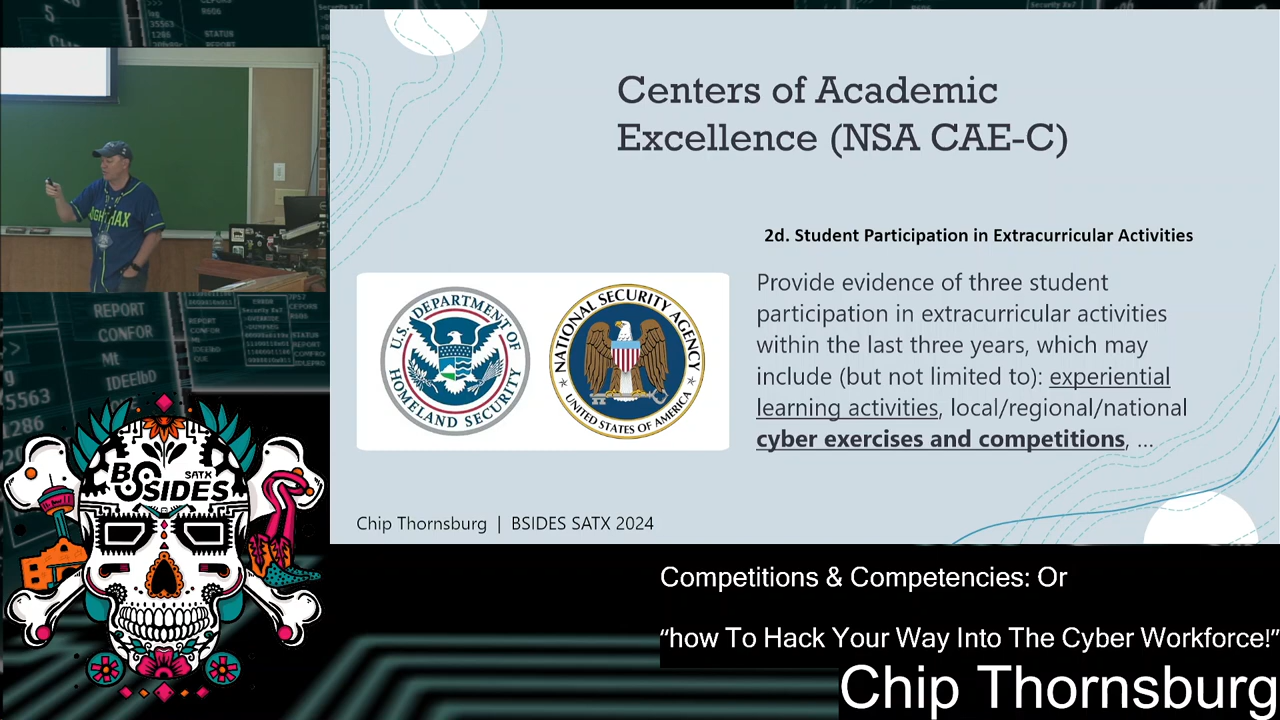 Centers of Academic
Excellence (NSA CAE-C)
2d. Student Participation in Extracurricular Activities
Provide evidence of three student
participation in extracurricular activities
within the last three years, which may
include (but not limited to): experiential
learning activities, local/regional/national
cyber exercises and competitions, ...
U.S. DEPARTMENT OF
HOMELAND SECURITY
NATIONAL SECURITY AGENCY
UNITED STATES OF AMERICA
Chip Thornsburg | BSIDES SATX 2024
REPORT
CONFOR
Mt
IDEEIbD
5563
1286
BSIDES
SATX
Competitions & Competencies: Or
“how To Hack Your Way Into The Cyber Workforce!”
Chip Thornsburg